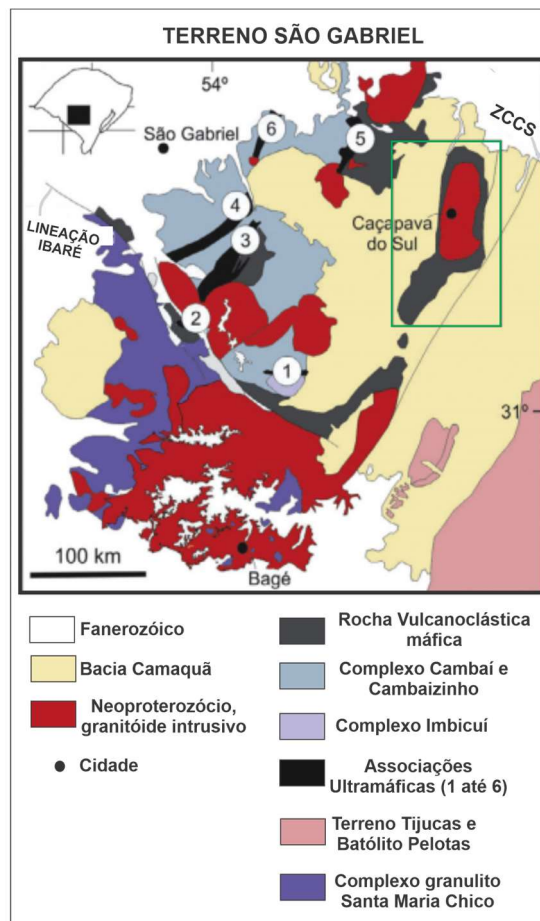 TERRENO SÃO GABRIEL
54º
São Gabriel
6
5
ZCCS
4
3
Caçapava
do Sul
LINEAÇÃO
IBARÉ
2
1
31º
100 km
Bagé
Fanerozóico
Bacia Camaquã
Neoproterozócio,
granitóide intrusivo
Cidade
Rocha Vulcanoclástica
máfica
Complexo Cambaí e
Cambaizinho
Complexo Imbicuí
Associações
Ultramáficas (1 até 6)
Terreno Tijucas e
Batólito Pelotas
Complexo granulito
Santa Maria Chico